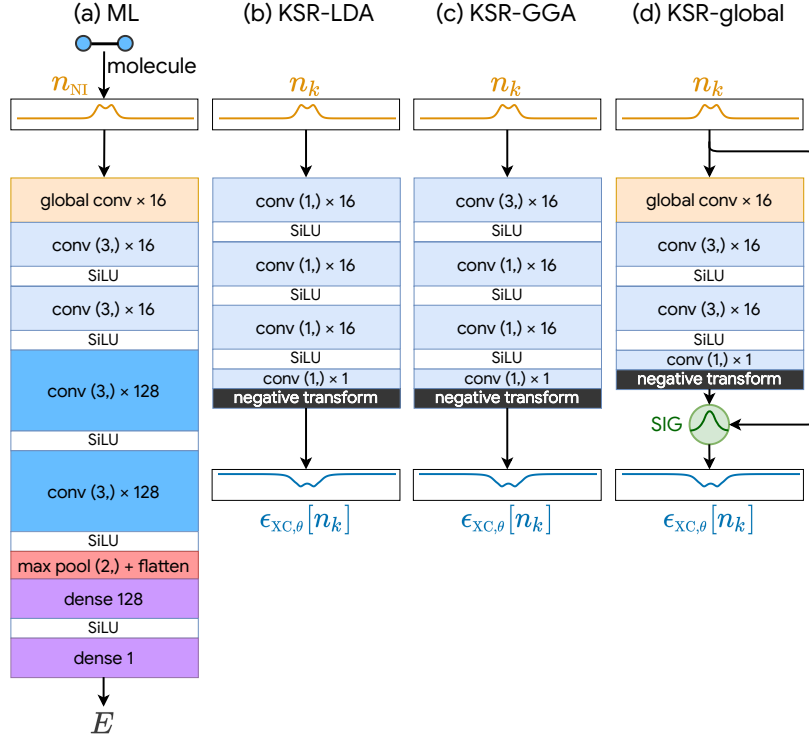 (a) ML
molecule
n_NI
global conv × 16
conv (3,) × 16
SiLU
conv (3,) × 16
SiLU
conv (3,) × 128
SiLU
conv (3,) × 128
SiLU
max pool (2,) + flatten
dense 128
SiLU
dense 1
E
(b) KSR-LDA
n_k
conv (1,) × 16
SiLU
conv (1,) × 16
SiLU
conv (1,) × 16
SiLU
conv (1,) × 1
negative transform
ϵ_XC,θ[n_k]
(c) KSR-GGA
n_k
conv (3,) × 16
SiLU
conv (1,) × 16
SiLU
conv (1,) × 16
SiLU
conv (1,) × 1
negative transform
ϵ_XC,θ[n_k]
(d) KSR-global
n_k
global conv × 16
conv (3,) × 16
SiLU
conv (3,) × 16
SiLU
conv (1,) × 1
negative transform
SIG
ϵ_XC,θ[n_k]